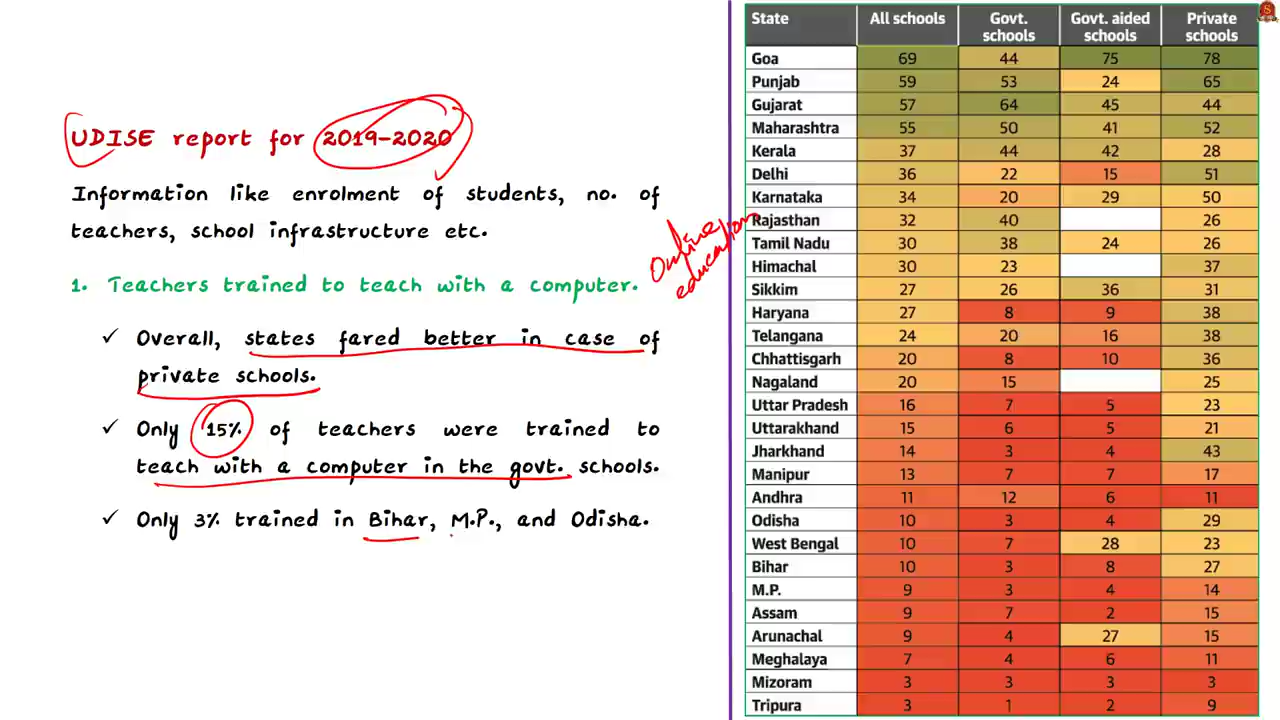 UDISE report for 2019-2020
Information like enrolment of students, no. of
teachers, school infrastructure etc.
1. Teachers trained to teach with a computer.
✓ Overall, states fared better in case of
private schools.
✓ Only 15% of teachers were trained to
teach with a computer in the govt. schools.
✓ Only 3% trained in Bihar, M.P., and Odisha.
Online
education
State All schools Govt. schools Govt. aided schools Private schools
Goa 69 44 75 78
Punjab 59 53 24 65
Gujarat 57 64 45 44
Maharashtra 55 50 41 52
Kerala 37 44 42 28
Delhi 36 22 15 51
Karnataka 34 20 29 50
Rajasthan 32 40 26
Tamil Nadu 30 38 24 26
Himachal 30 23 37
Sikkim 27 26 36 31
Haryana 27 8 9 38
Telangana 24 20 16 38
Chhattisgarh 20 8 10 36
Nagaland 20 15 25
Uttar Pradesh 16 7 5 23
Uttarakhand 15 6 5 21
Jharkhand 14 3 4 43
Manipur 13 7 7 17
Andhra 11 12 6 11
Odisha 10 3 4 29
West Bengal 10 7 28 23
Bihar 10 3 8 27
M.P. 9 3 4 14
Assam 9 7 2 15
Arunachal 9 4 27 15
Meghalaya 7 4 6 11
Mizoram 3 3 3 3
Tripura 3 1 2 9